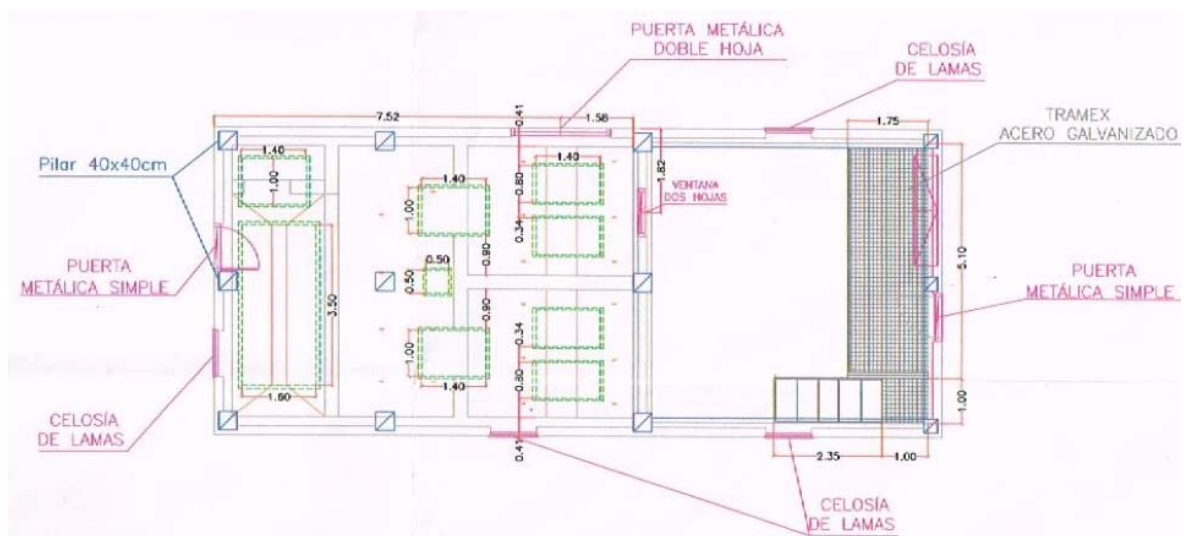 PUERTA METÁLICA
DOBLE HOJA
CELOSÍA
DE LAMAS
TRAMEX
ACERO GALVANIZADO
7.52
0.41
1.58
1.75
Pilar 40x40cm
1.40
1.00
1.40
1.00
0.80
1.40
0.34
1.82
VENTANA
DOS HOJAS
5.10
PUERTA
METÁLICA SIMPLE
0.90
0.50
0.50
3.50
0.90
PUERTA
METÁLICA SIMPLE
1.00
0.34
1.40
0.80
1.60
1.00
CELOSÍA
DE LAMAS
0.41
2.35
1.00
CELOSÍA
DE LAMAS